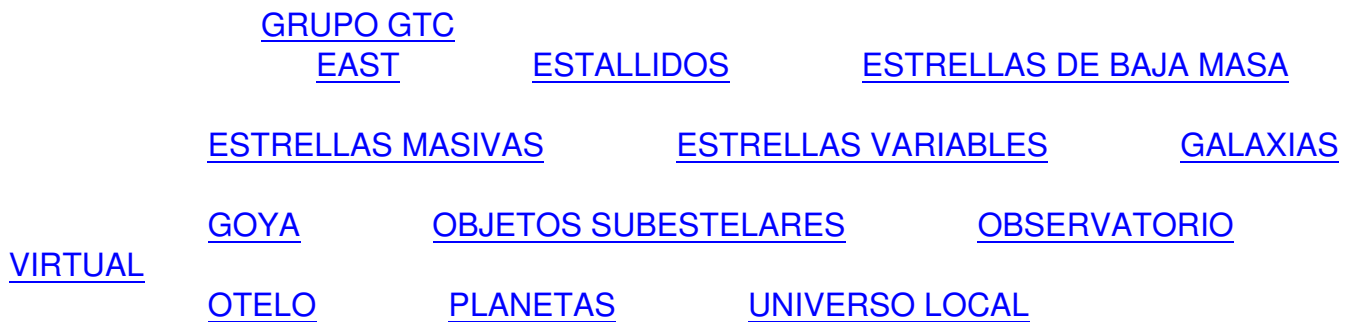 GRUPO GTC
EAST ESTALLIDOS ESTRELLAS DE BAJA MASA
ESTRELLAS MASIVAS ESTRELLAS VARIABLES GALAXIAS
GOYA OBJETOS SUBESTELARES OBSERVATORIO
VIRTUAL
OTELO PLANETAS UNIVERSO LOCAL